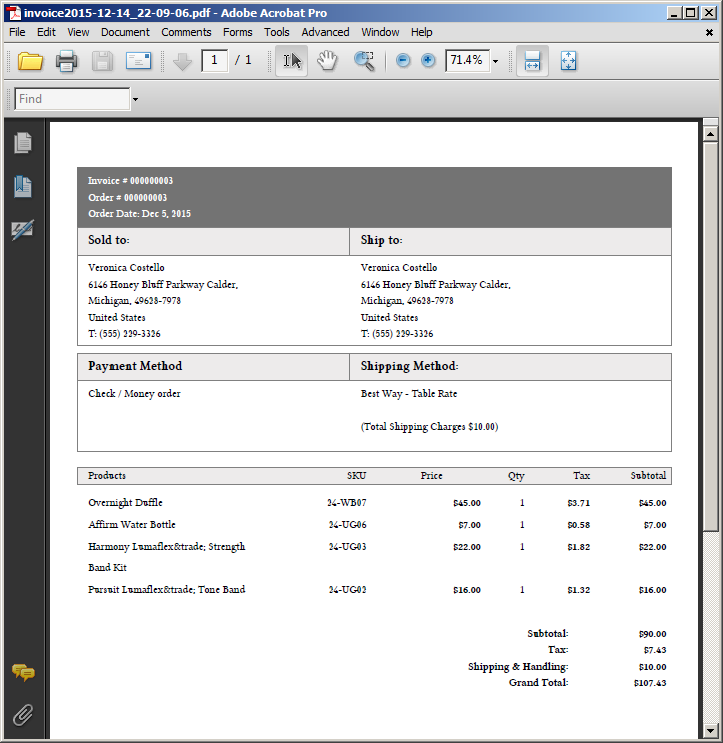 invoice2015-12-14_22-09-06.pdf - Adobe Acrobat Pro
File Edit View Document Comments Forms Tools Advanced Window Help
1 / 1 71.4%
Find
Invoice # 000000003
Order # 000000003
Order Date: Dec 5, 2015
Sold to: Ship to:
Veronica Costello Veronica Costello
6146 Honey Bluff Parkway Calder, 6146 Honey Bluff Parkway Calder,
Michigan, 49628-7978 Michigan, 49628-7978
United States United States
T: (555) 229-3326 T: (555) 229-3326
Payment Method Shipping Method:
Check / Money order Best Way - Table Rate
(Total Shipping Charges $10.00)
Products SKU Price Qty Tax Subtotal
Overnight Duffle 24-WB07 $45.00 1 $3.71 $45.00
Affirm Water Bottle 24-UG06 $7.00 1 $0.58 $7.00
Harmony Lumaflex&trade; Strength 24-UG03 $22.00 1 $1.82 $22.00
Band Kit
Pursuit Lumaflex&trade; Tone Band 24-UG02 $16.00 1 $1.32 $16.00
Subtotal: $90.00
Tax: $7.43
Shipping & Handling: $10.00
Grand Total: $107.43